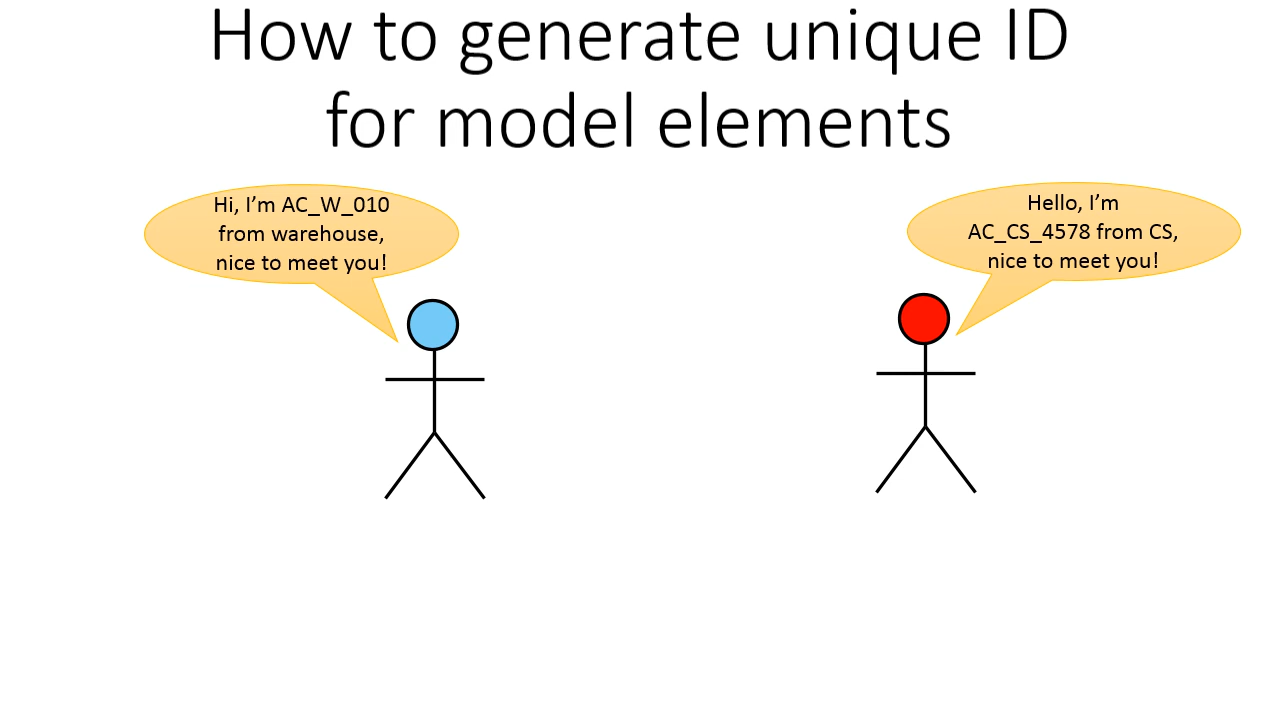 How to generate unique ID
for model elements
Hi, I’m AC_W_010
from warehouse,
nice to meet you!
Hello, I’m
AC_CS_4578 from CS,
nice to meet you!